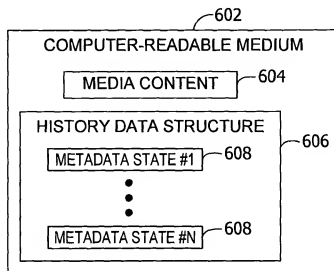 602
COMPUTER-READABLE MEDIUM
MEDIA CONTENT 604
HISTORY DATA STRUCTURE 606
METADATA STATE #1 608
METADATA STATE #N 608